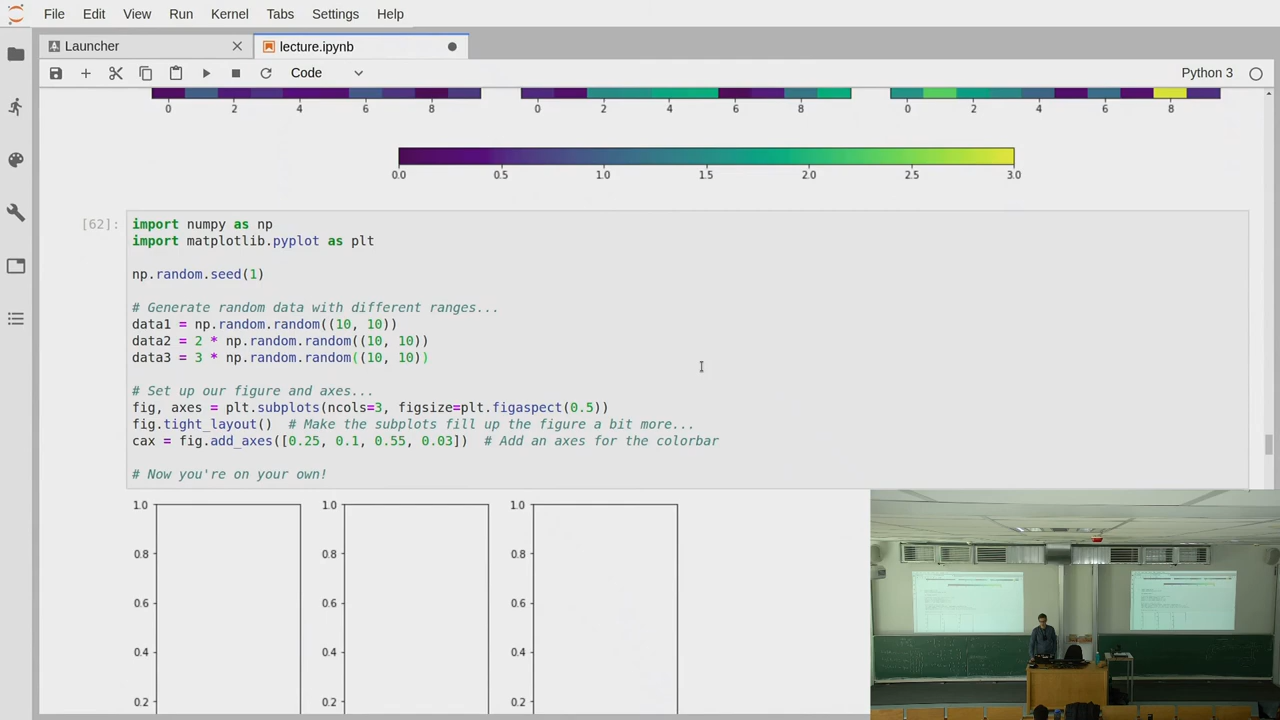 File Edit View Run Kernel Tabs Settings Help
Launcher
lecture.ipynb
Code
Python 3
0 2 4 6 8 0 2 4 6 8 0 2 4 6 8
0.0 0.5 1.0 1.5 2.0 2.5 3.0
[62]:
import numpy as np
import matplotlib.pyplot as plt
np.random.seed(1)
# Generate random data with different ranges...
data1 = np.random.random((10, 10))
data2 = 2 * np.random.random((10, 10))
data3 = 3 * np.random.random((10, 10))
# Set up our figure and axes...
fig, axes = plt.subplots(ncols=3, figsize=plt.figaspect(0.5))
fig.tight_layout()  # Make the subplots fill up the figure a bit more...
cax = fig.add_axes([0.25, 0.1, 0.55, 0.03])  # Add an axes for the colorbar
# Now you're on your own!
1.0 1.0 1.0
0.8 0.8 0.8
0.6 0.6 0.6
0.4 0.4 0.4
0.2 0.2 0.2